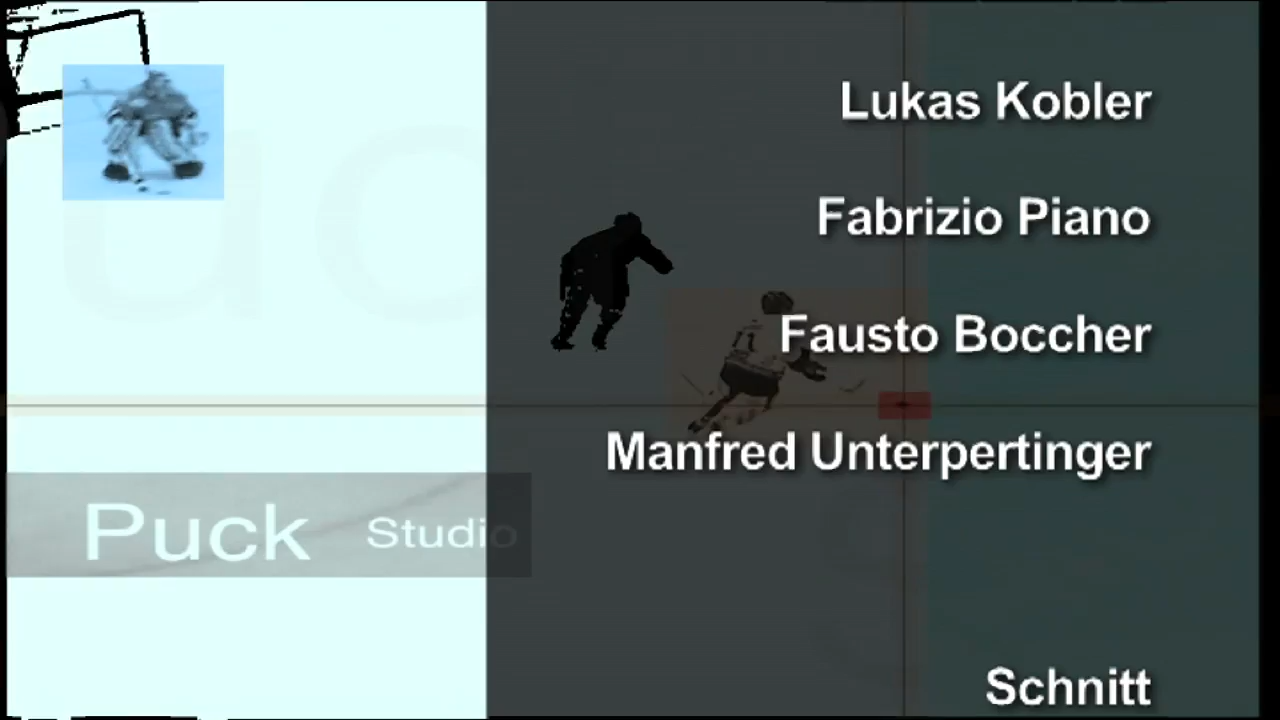 Lukas Kobler
Fabrizio Piano
Fausto Boccher
Manfred Unterpertinger
Puck Studio
Schnitt